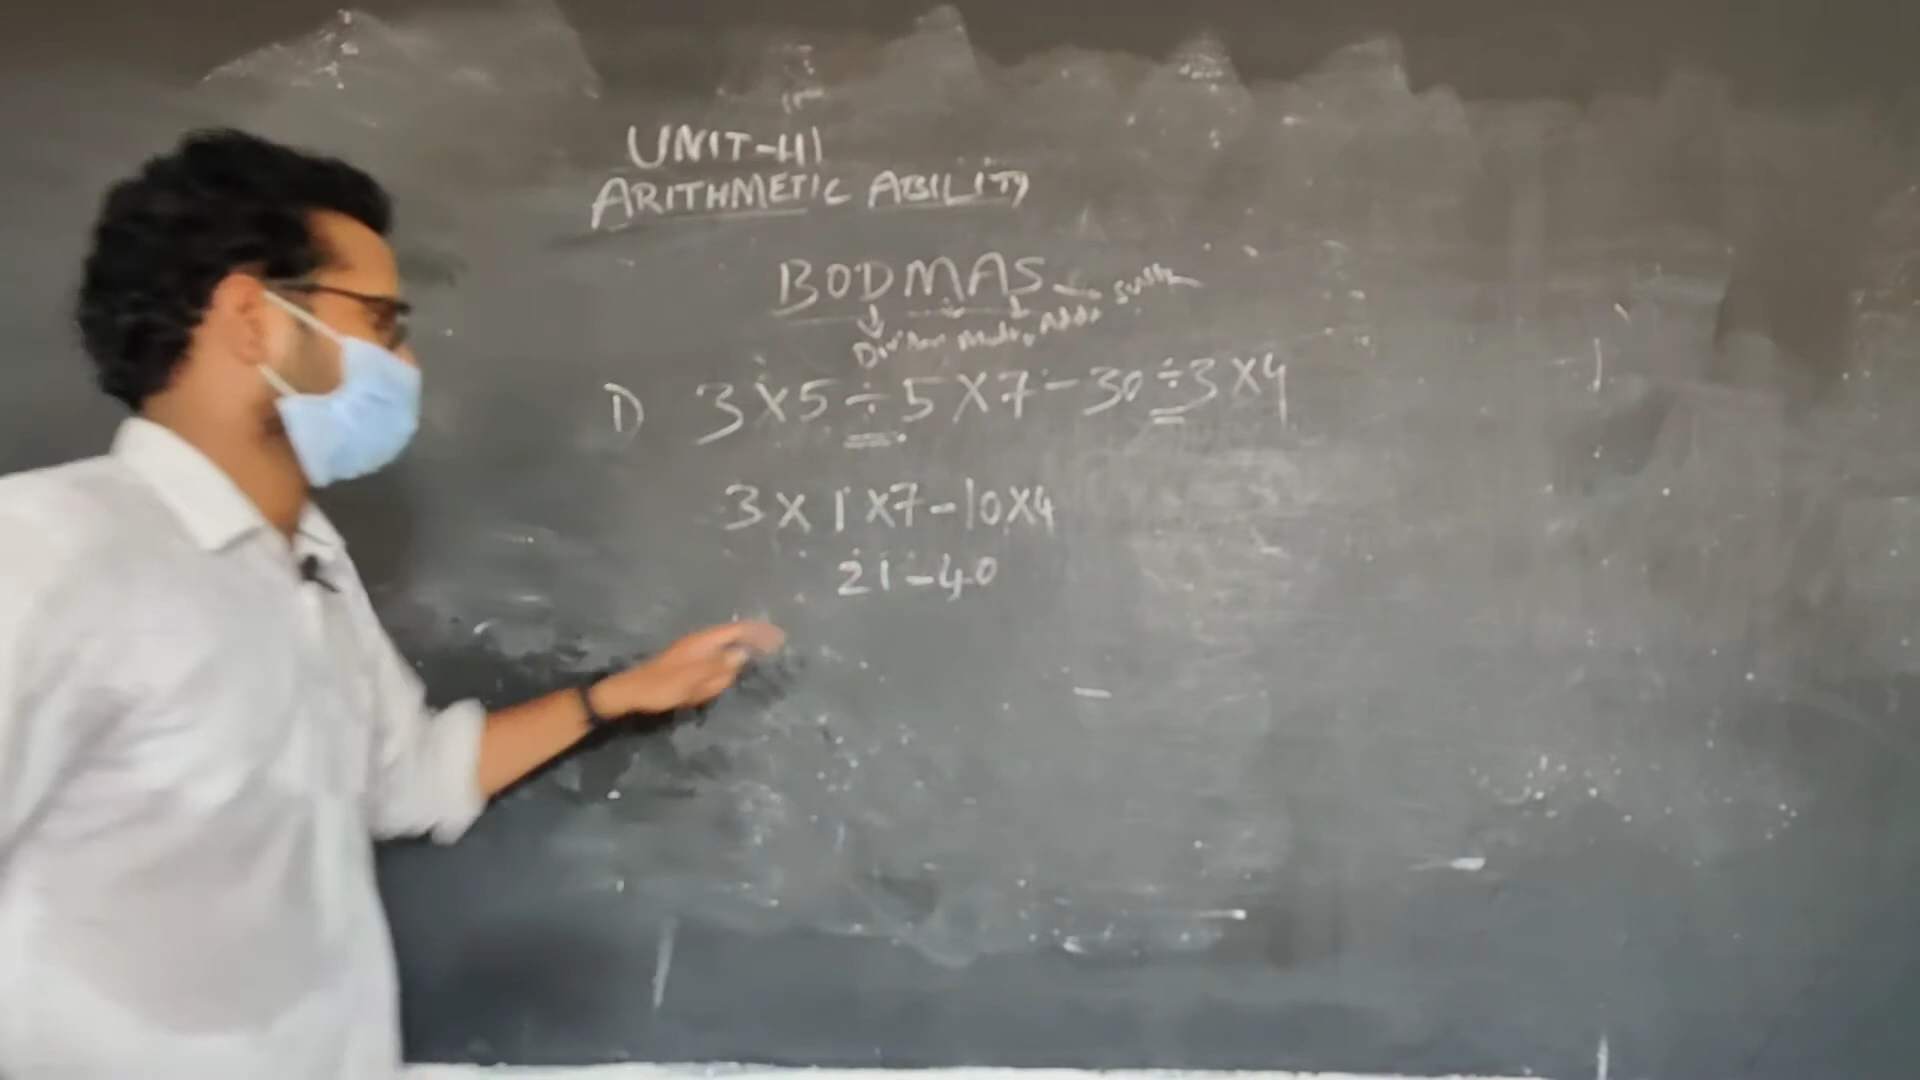 UNIT-III
ARITHMETIC ABILITY
BODMAS
Division
1) 3×5÷5×7-30÷3×4
3×1×7-10×4
21-40